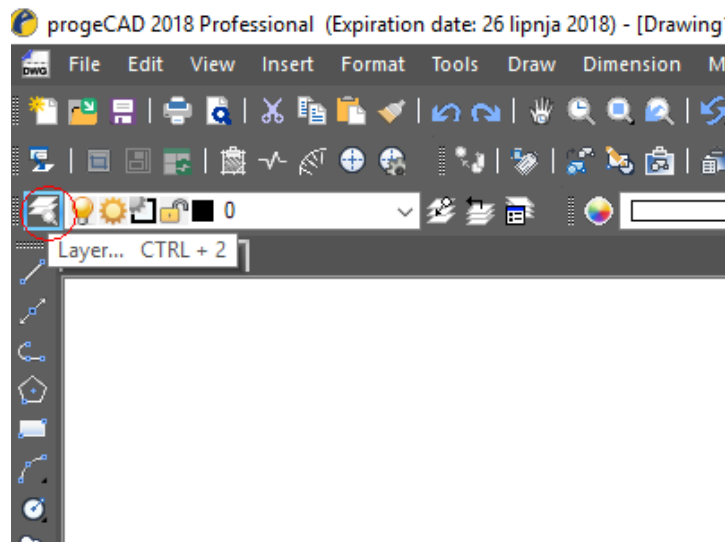 progeCAD 2018 Professional (Expiration date: 26 lipnja 2018) - [Drawing
DWG File Edit View Insert Format Tools Draw Dimension M
0
Layer... CTRL + 2